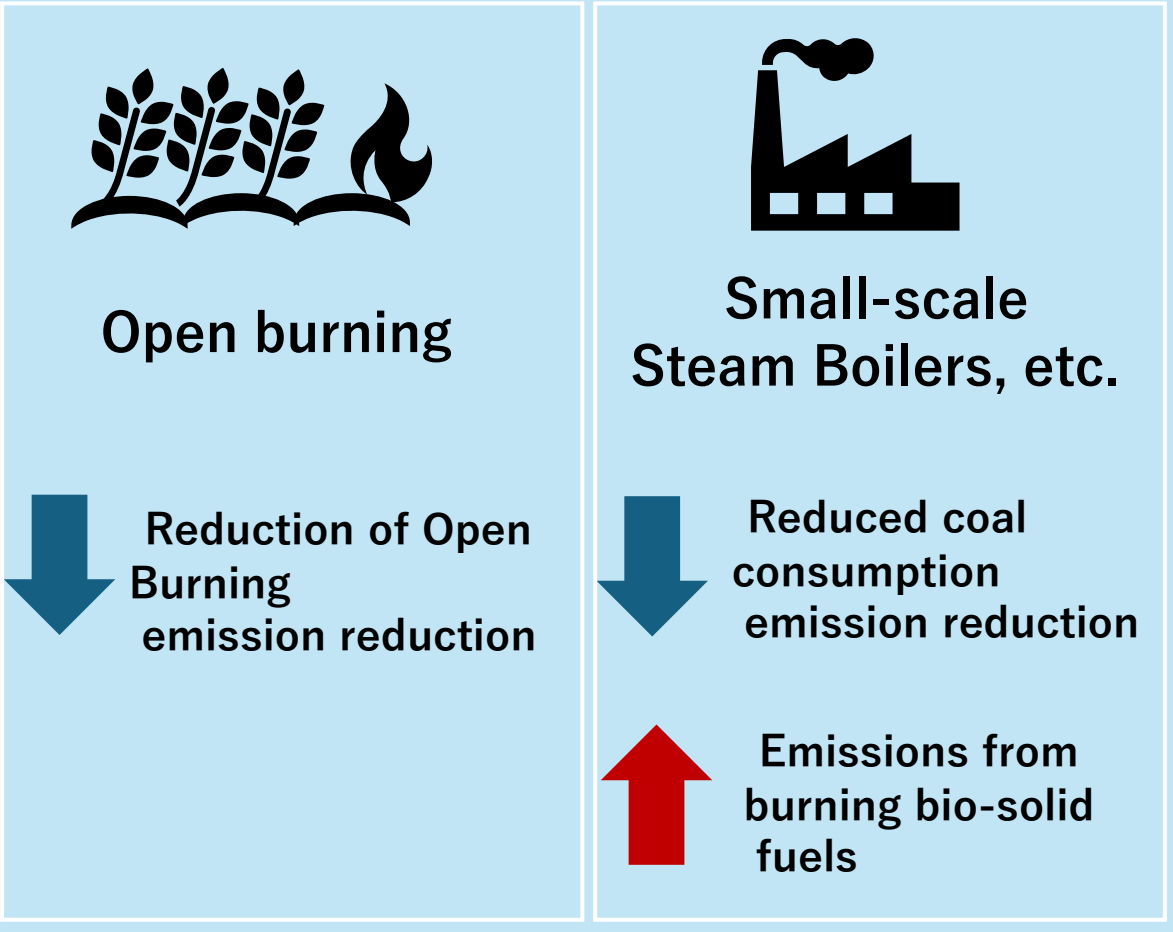 Open burning
Reduction of Open
Burning
emission reduction
Small-scale
Steam Boilers, etc.
Reduced coal
consumption
emission reduction
Emissions from
burning bio-solid
fuels